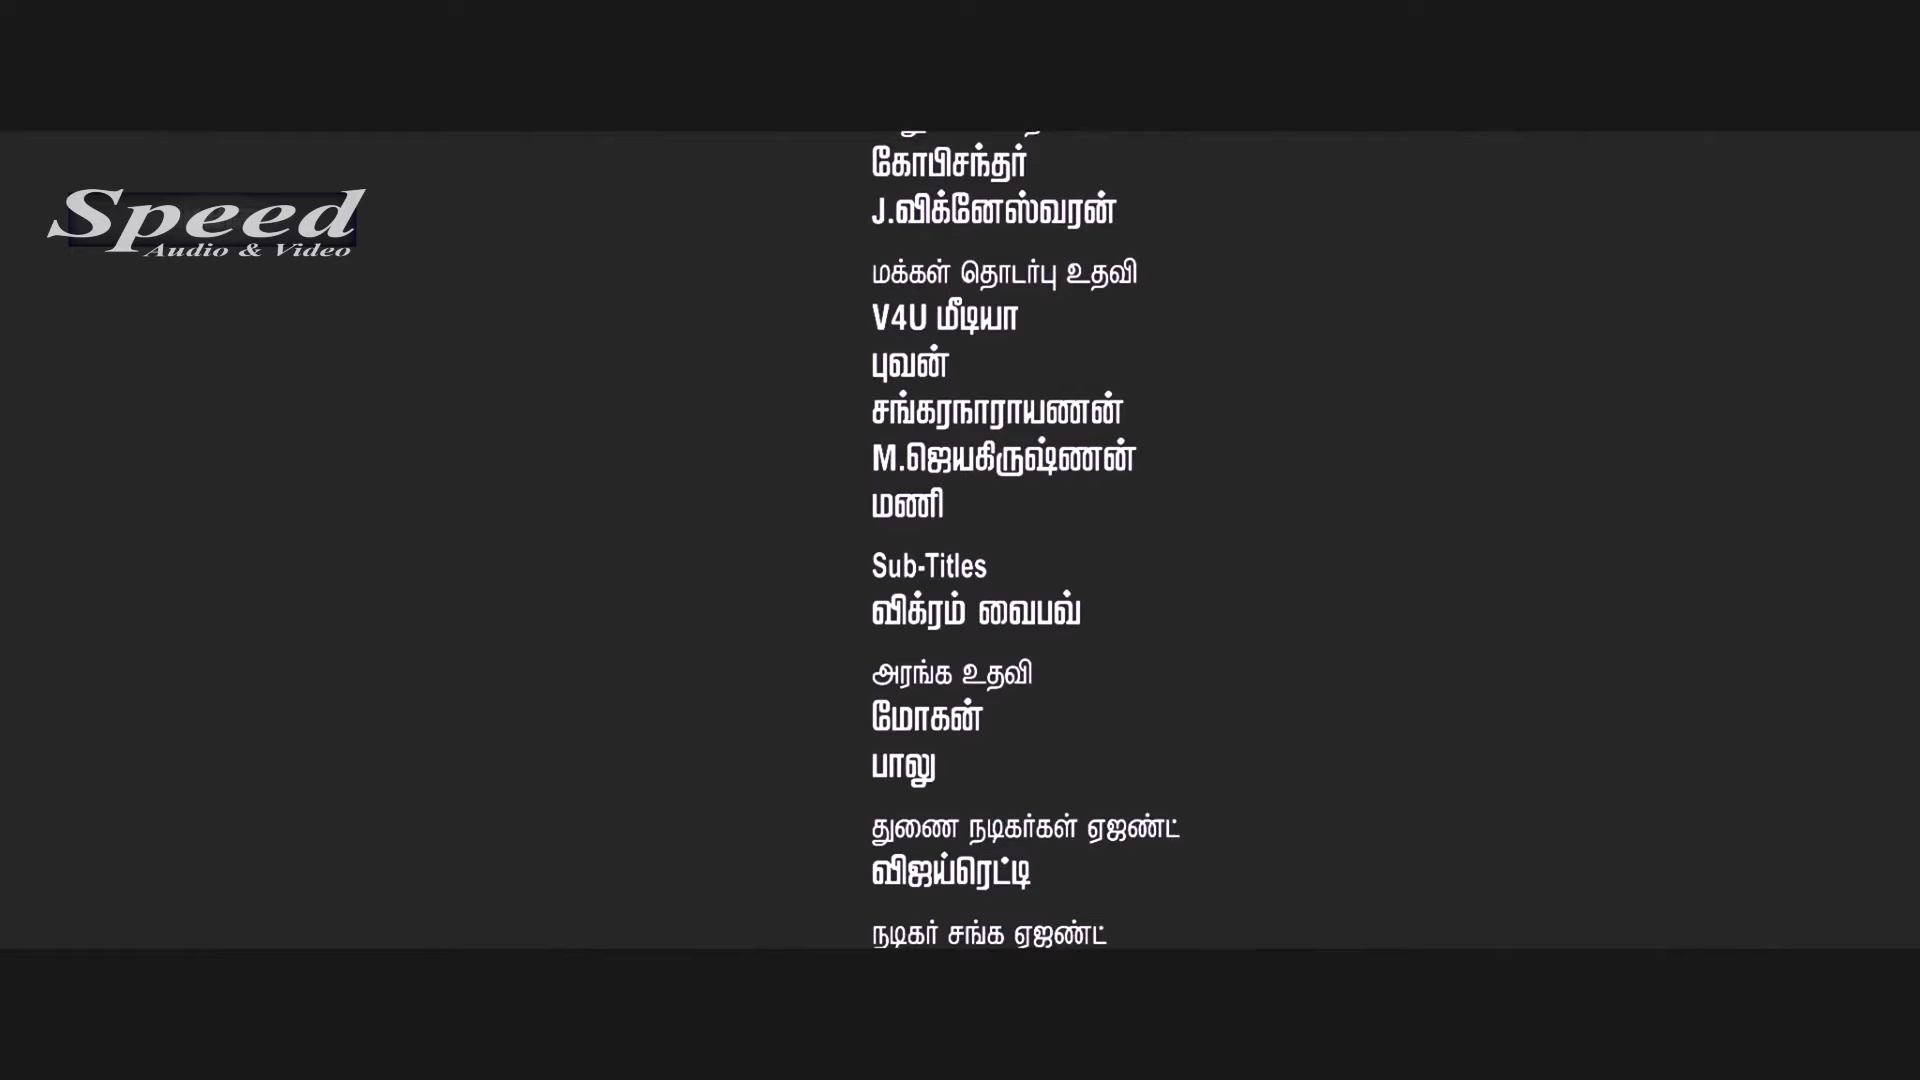 Speed
Audio & Video
கோபிசந்தர்
J.விக்னேஸ்வரன்
மக்கள் தொடர்பு உதவி
V4U மீடியா
புவன்
சங்கரநாராயணன்
M.ஜெயகிருஷ்ணன்
மணி
Sub-Titles
விக்ரம் வைபவ்
அரங்க உதவி
மோகன்
பாலு
துணை நடிகர்கள் ஏஜண்ட்
விஜய்ரெட்டி
நடிகர் சங்க ஏஜண்ட்